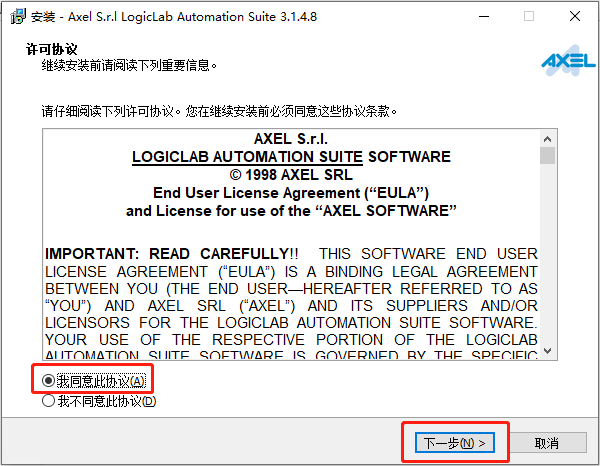 安装 - Axel S.r.l LogicLab Automation Suite 3.1.4.8
许可协议
继续安装前请阅读下列重要信息。
AXEL
请仔细阅读下列许可协议。您在继续安装前必须同意这些协议条款。
AXEL S.r.l.
LOGICLAB AUTOMATION SUITE SOFTWARE
© 1998 AXEL SRL
End User License Agreement (“EULA”)
and License for use of the “AXEL SOFTWARE”
IMPORTANT: READ CAREFULLY!! THIS SOFTWARE END USER
LICENSE AGREEMENT (“EULA”) IS A BINDING LEGAL AGREEMENT
BETWEEN YOU (THE END USER—HEREAFTER REFERRED TO AS
“YOU”) AND AXEL SRL (“AXEL”) AND ITS SUPPLIERS AND/OR
LICENSORS FOR THE LOGICLAB AUTOMATION SUITE SOFTWARE.
YOUR USE OF THE RESPECTIVE PORTION OF THE LOGICLAB
AUTOMATION SUITE SOFTWARE IS GOVERNED BY THE SPECIFIC
我同意此协议(A)
我不同意此协议(D)
下一步(N) >
取消